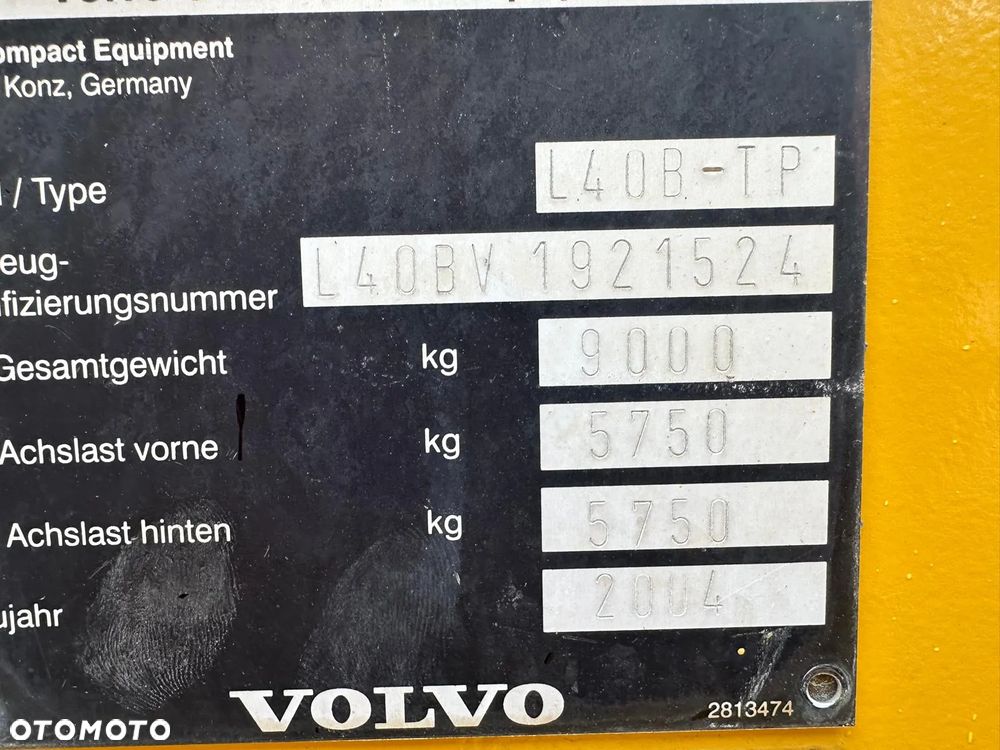 ompact Equipment
Konz, Germany
/ Type L40B-TP
eug-
ifizierungsnummer L40BV 1921524
Gesamtgewicht kg 9000
Achslast vorne kg 5750
Achslast hinten kg 5750
ujahr 2004
VOLVO
2813474
OTOMOTO